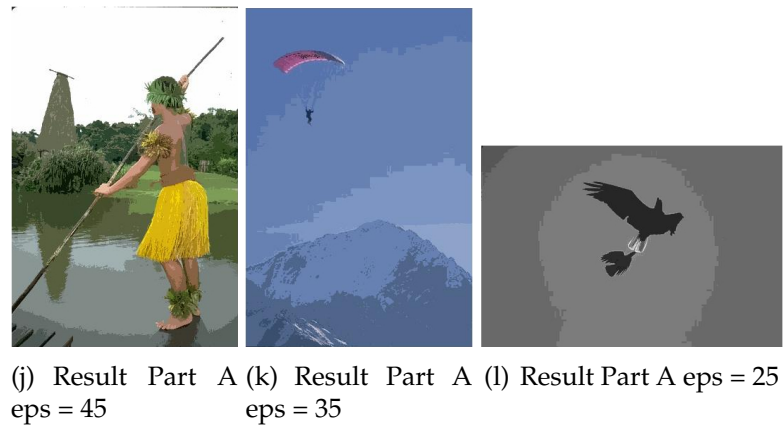 (j) Result Part A
eps = 45
(k) Result Part A
eps = 35
(l) Result Part A eps = 25